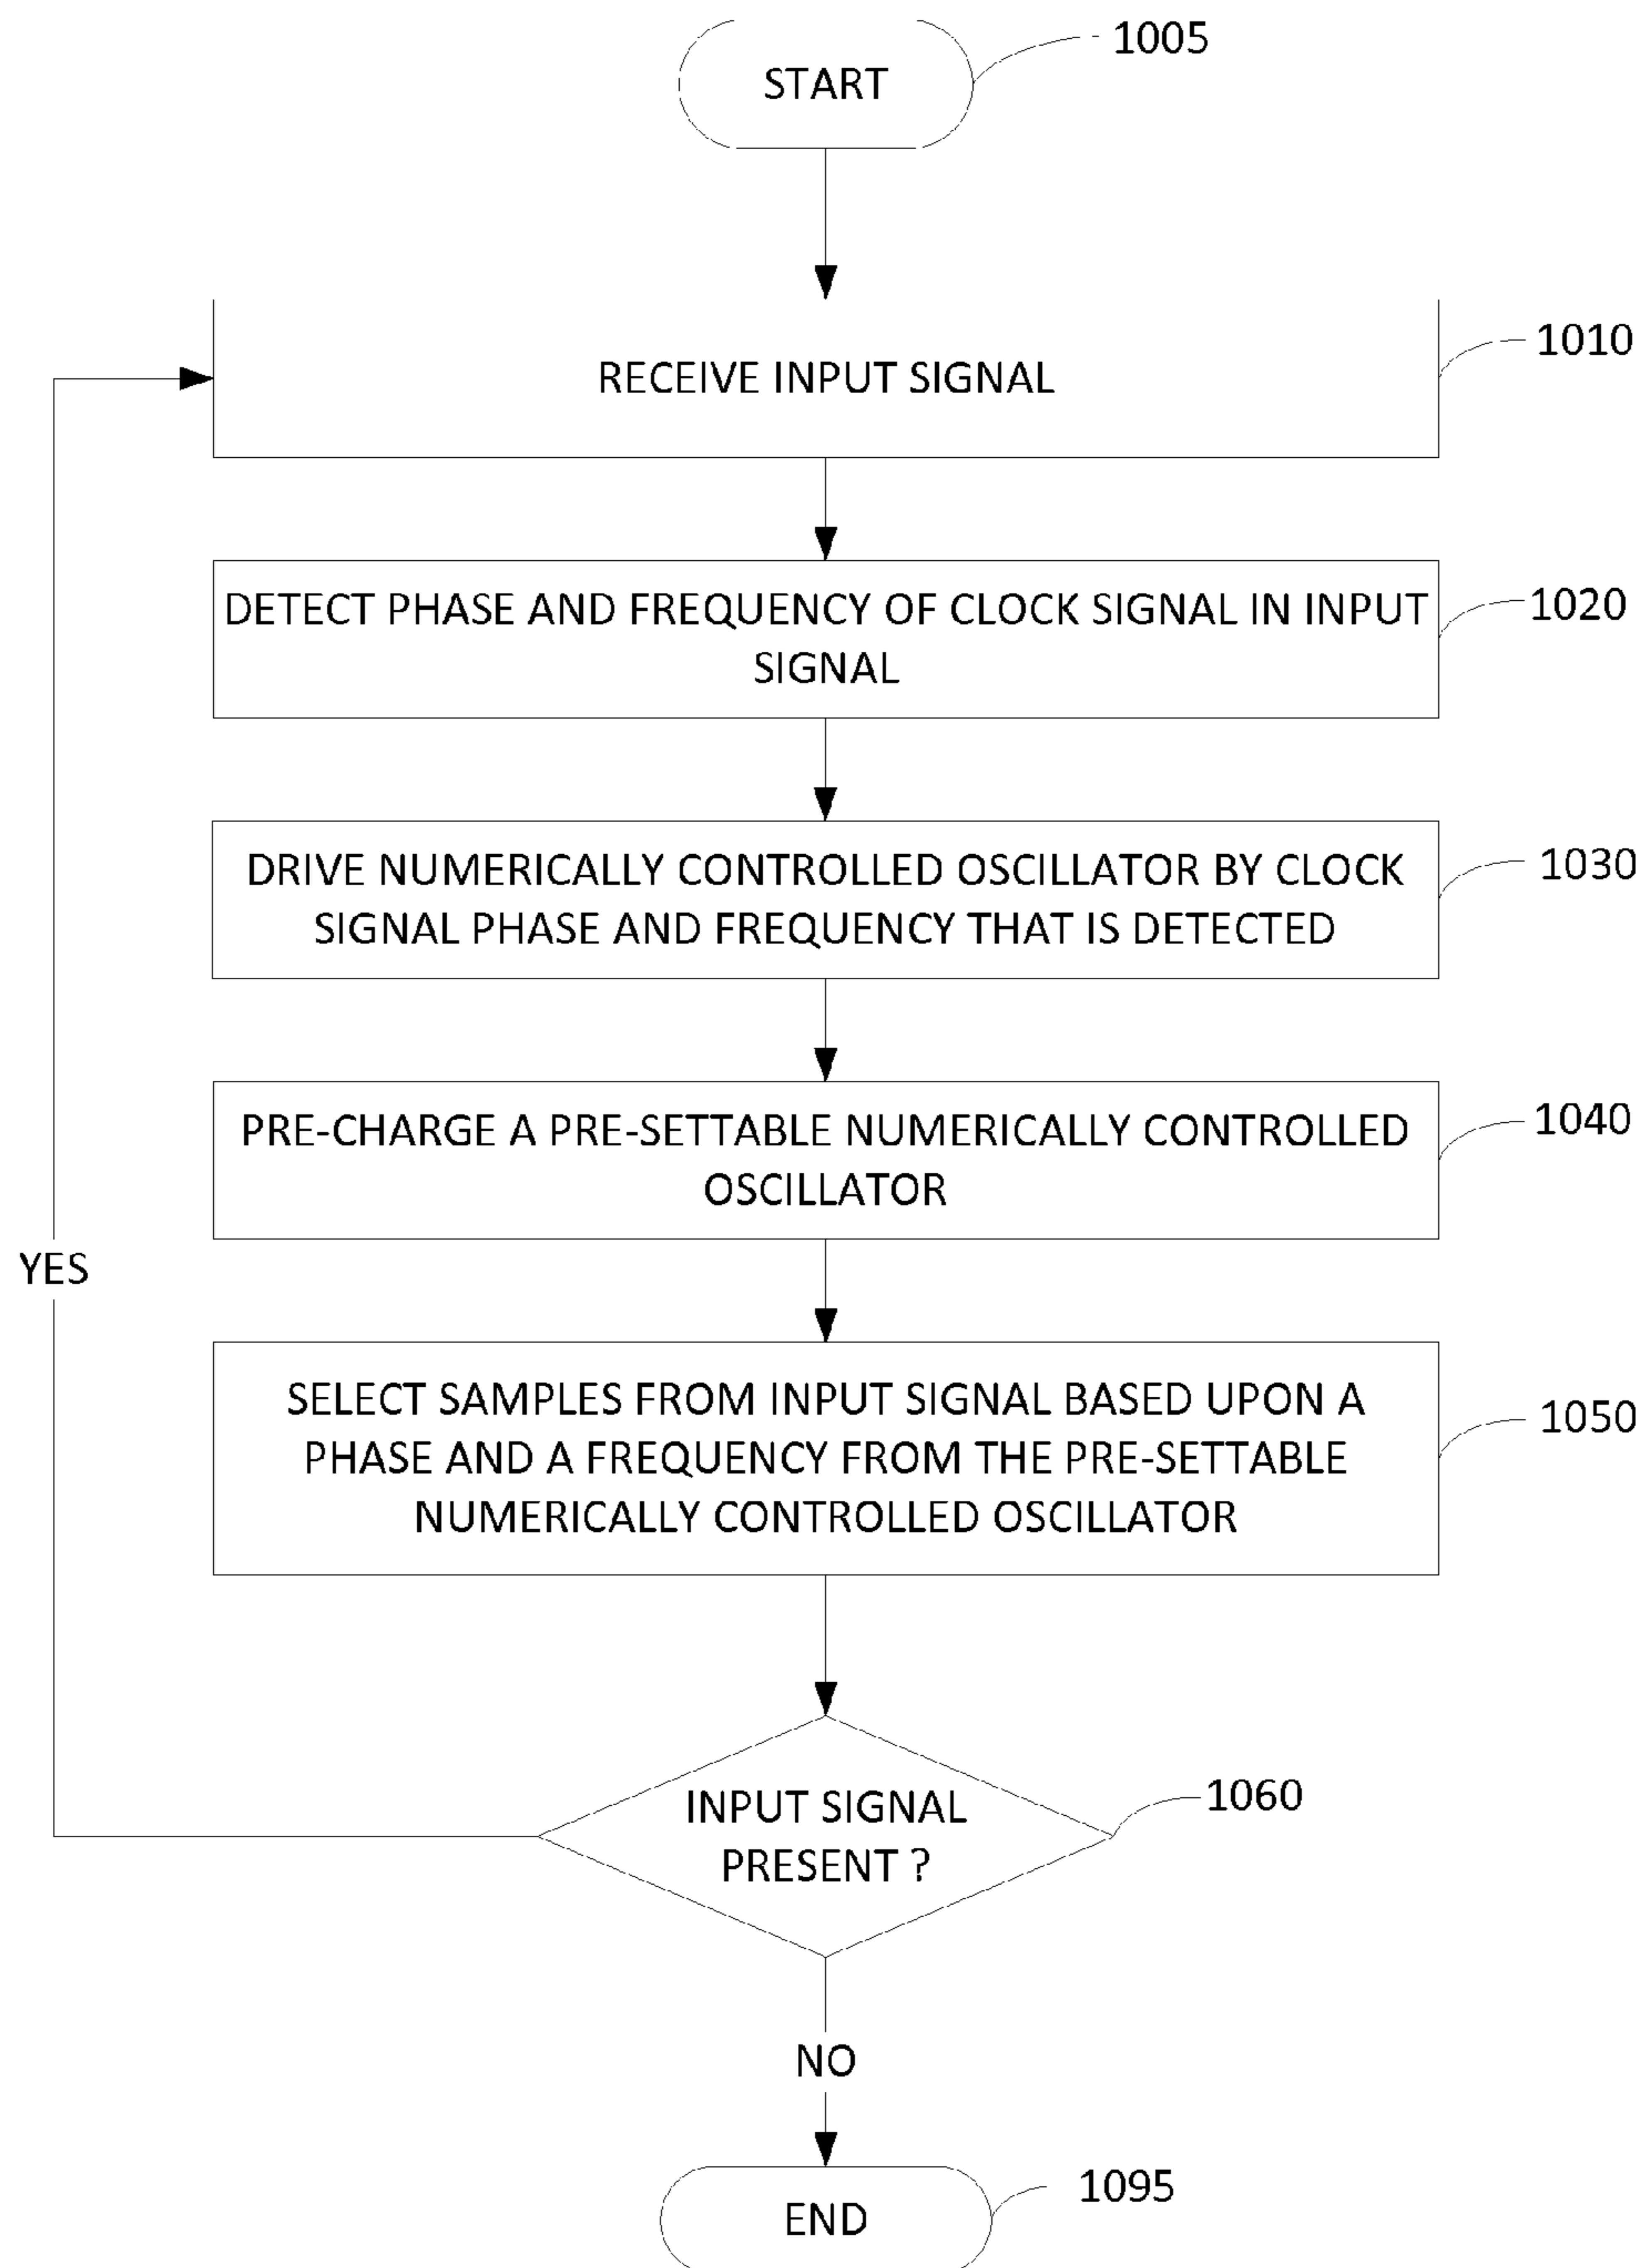 START
1005
RECEIVE INPUT SIGNAL
1010
DETECT PHASE AND FREQUENCY OF CLOCK SIGNAL IN INPUT
SIGNAL
1020
DRIVE NUMERICALLY CONTROLLED OSCILLATOR BY CLOCK
SIGNAL PHASE AND FREQUENCY THAT IS DETECTED
1030
PRE-CHARGE A PRE-SETTABLE NUMERICALLY CONTROLLED
OSCILLATOR
1040
YES
SELECT SAMPLES FROM INPUT SIGNAL BASED UPON A
PHASE AND A FREQUENCY FROM THE PRE-SETTABLE
NUMERICALLY CONTROLLED OSCILLATOR
1050
INPUT SIGNAL
PRESENT ?
1060
NO
END
1095